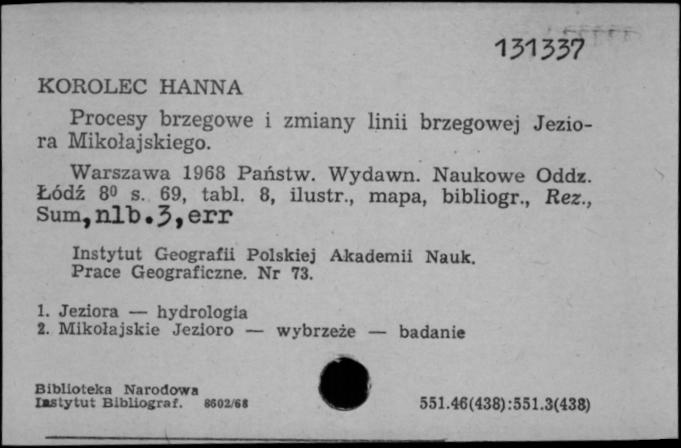 131337
KOROLEC HANNA
Procesy brzegowe i zmiany linii brzegowej Jezio-
ra Mikołajskiego.
Warszawa 1968 Państw. Wydawn. Naukowe Oddz.
Łódź 8⁰ s. 69, tabl. 8, ilustr., mapa, bibliogr., Rez.,
Sum, nlb.3, err
Instytut Geografii Polskiej Akademii Nauk.
Prace Geograficzne. Nr 73.
1. Jeziora — hydrologia
2. Mikołajskie Jezioro — wybrzeże — badanie
Biblioteka Narodowa
Instytut Bibliograf. 8602/68
551.46(438):551.3(438)